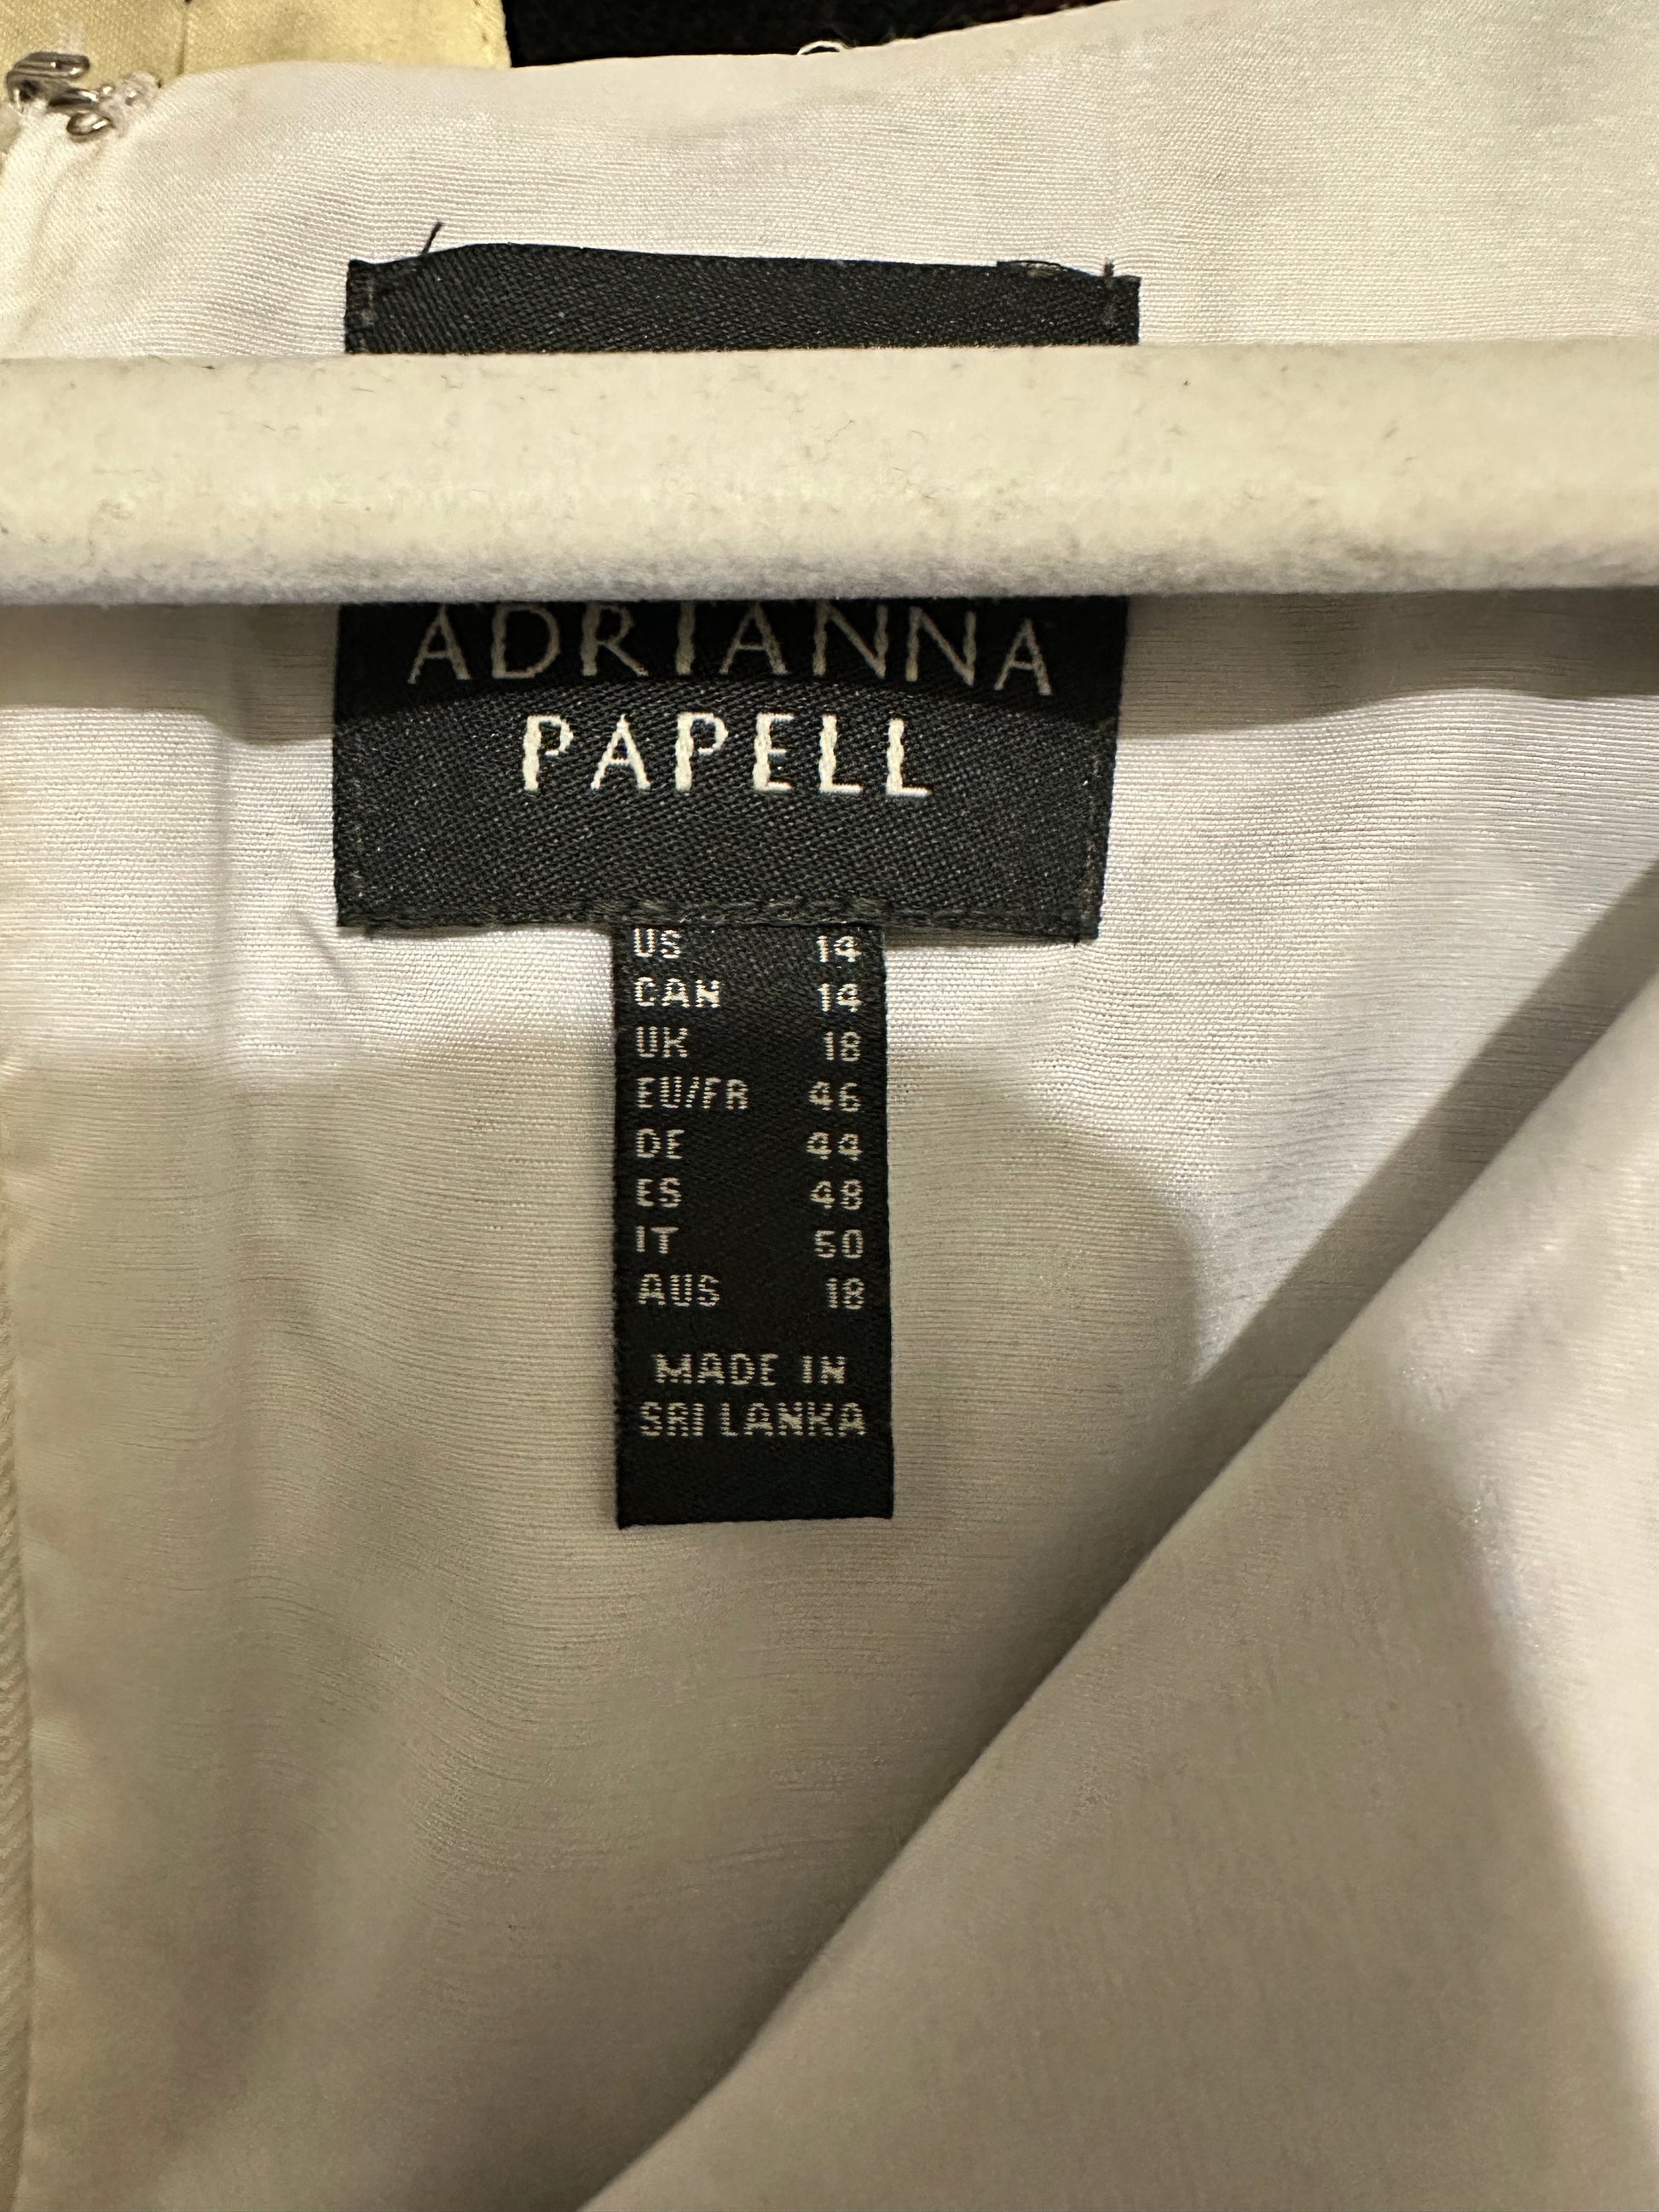 ADRIANNA
PAPELL
US 14
CAN 14
UK 18
EU/FR 46
DE 44
ES 48
IT 50
AUS 18
MADE IN
SRI LANKA